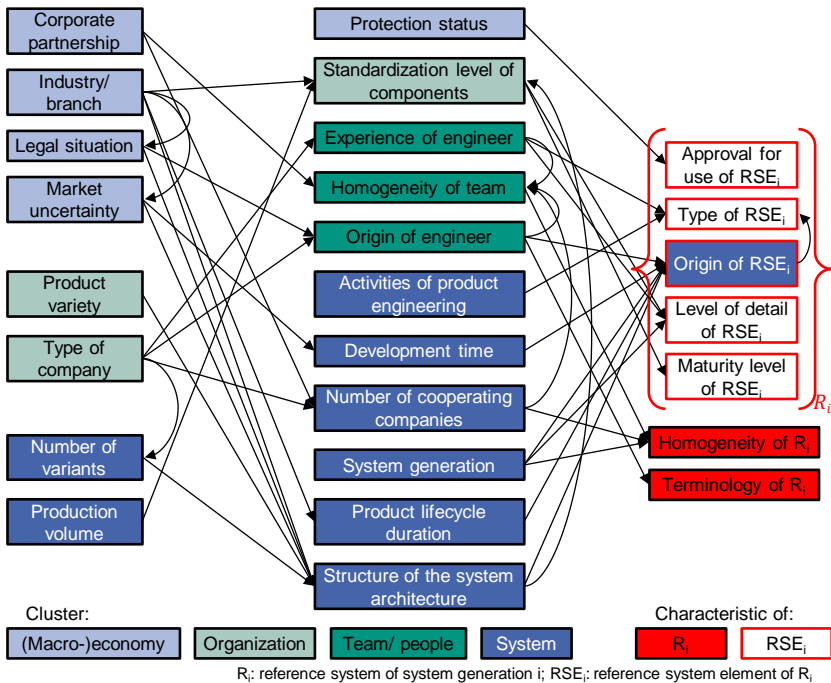 Corporate
partnership
Industry/
branch
Legal situation
Market
uncertainty
Product
variety
Type of
company
Number of
variants
Production
volume
Protection status
Standardization level of
components
Experience of engineer
Homogeneity of team
Origin of engineer
Activities of product
engineering
Development time
Number of cooperating
companies
System generation
Product lifecycle
duration
Structure of the system
architecture
Approval for
use of RSEi
Type of RSEi
Origin of RSEi
Level of detail
of RSEi
Maturity level
of RSEi
Ri
Homogeneity of Ri
Terminology of Ri
Cluster:
(Macro-)economy
Organization
Team/ people
System
Characteristic of:
Ri
RSEi
Ri: reference system of system generation i; RSEi: reference system element of Ri